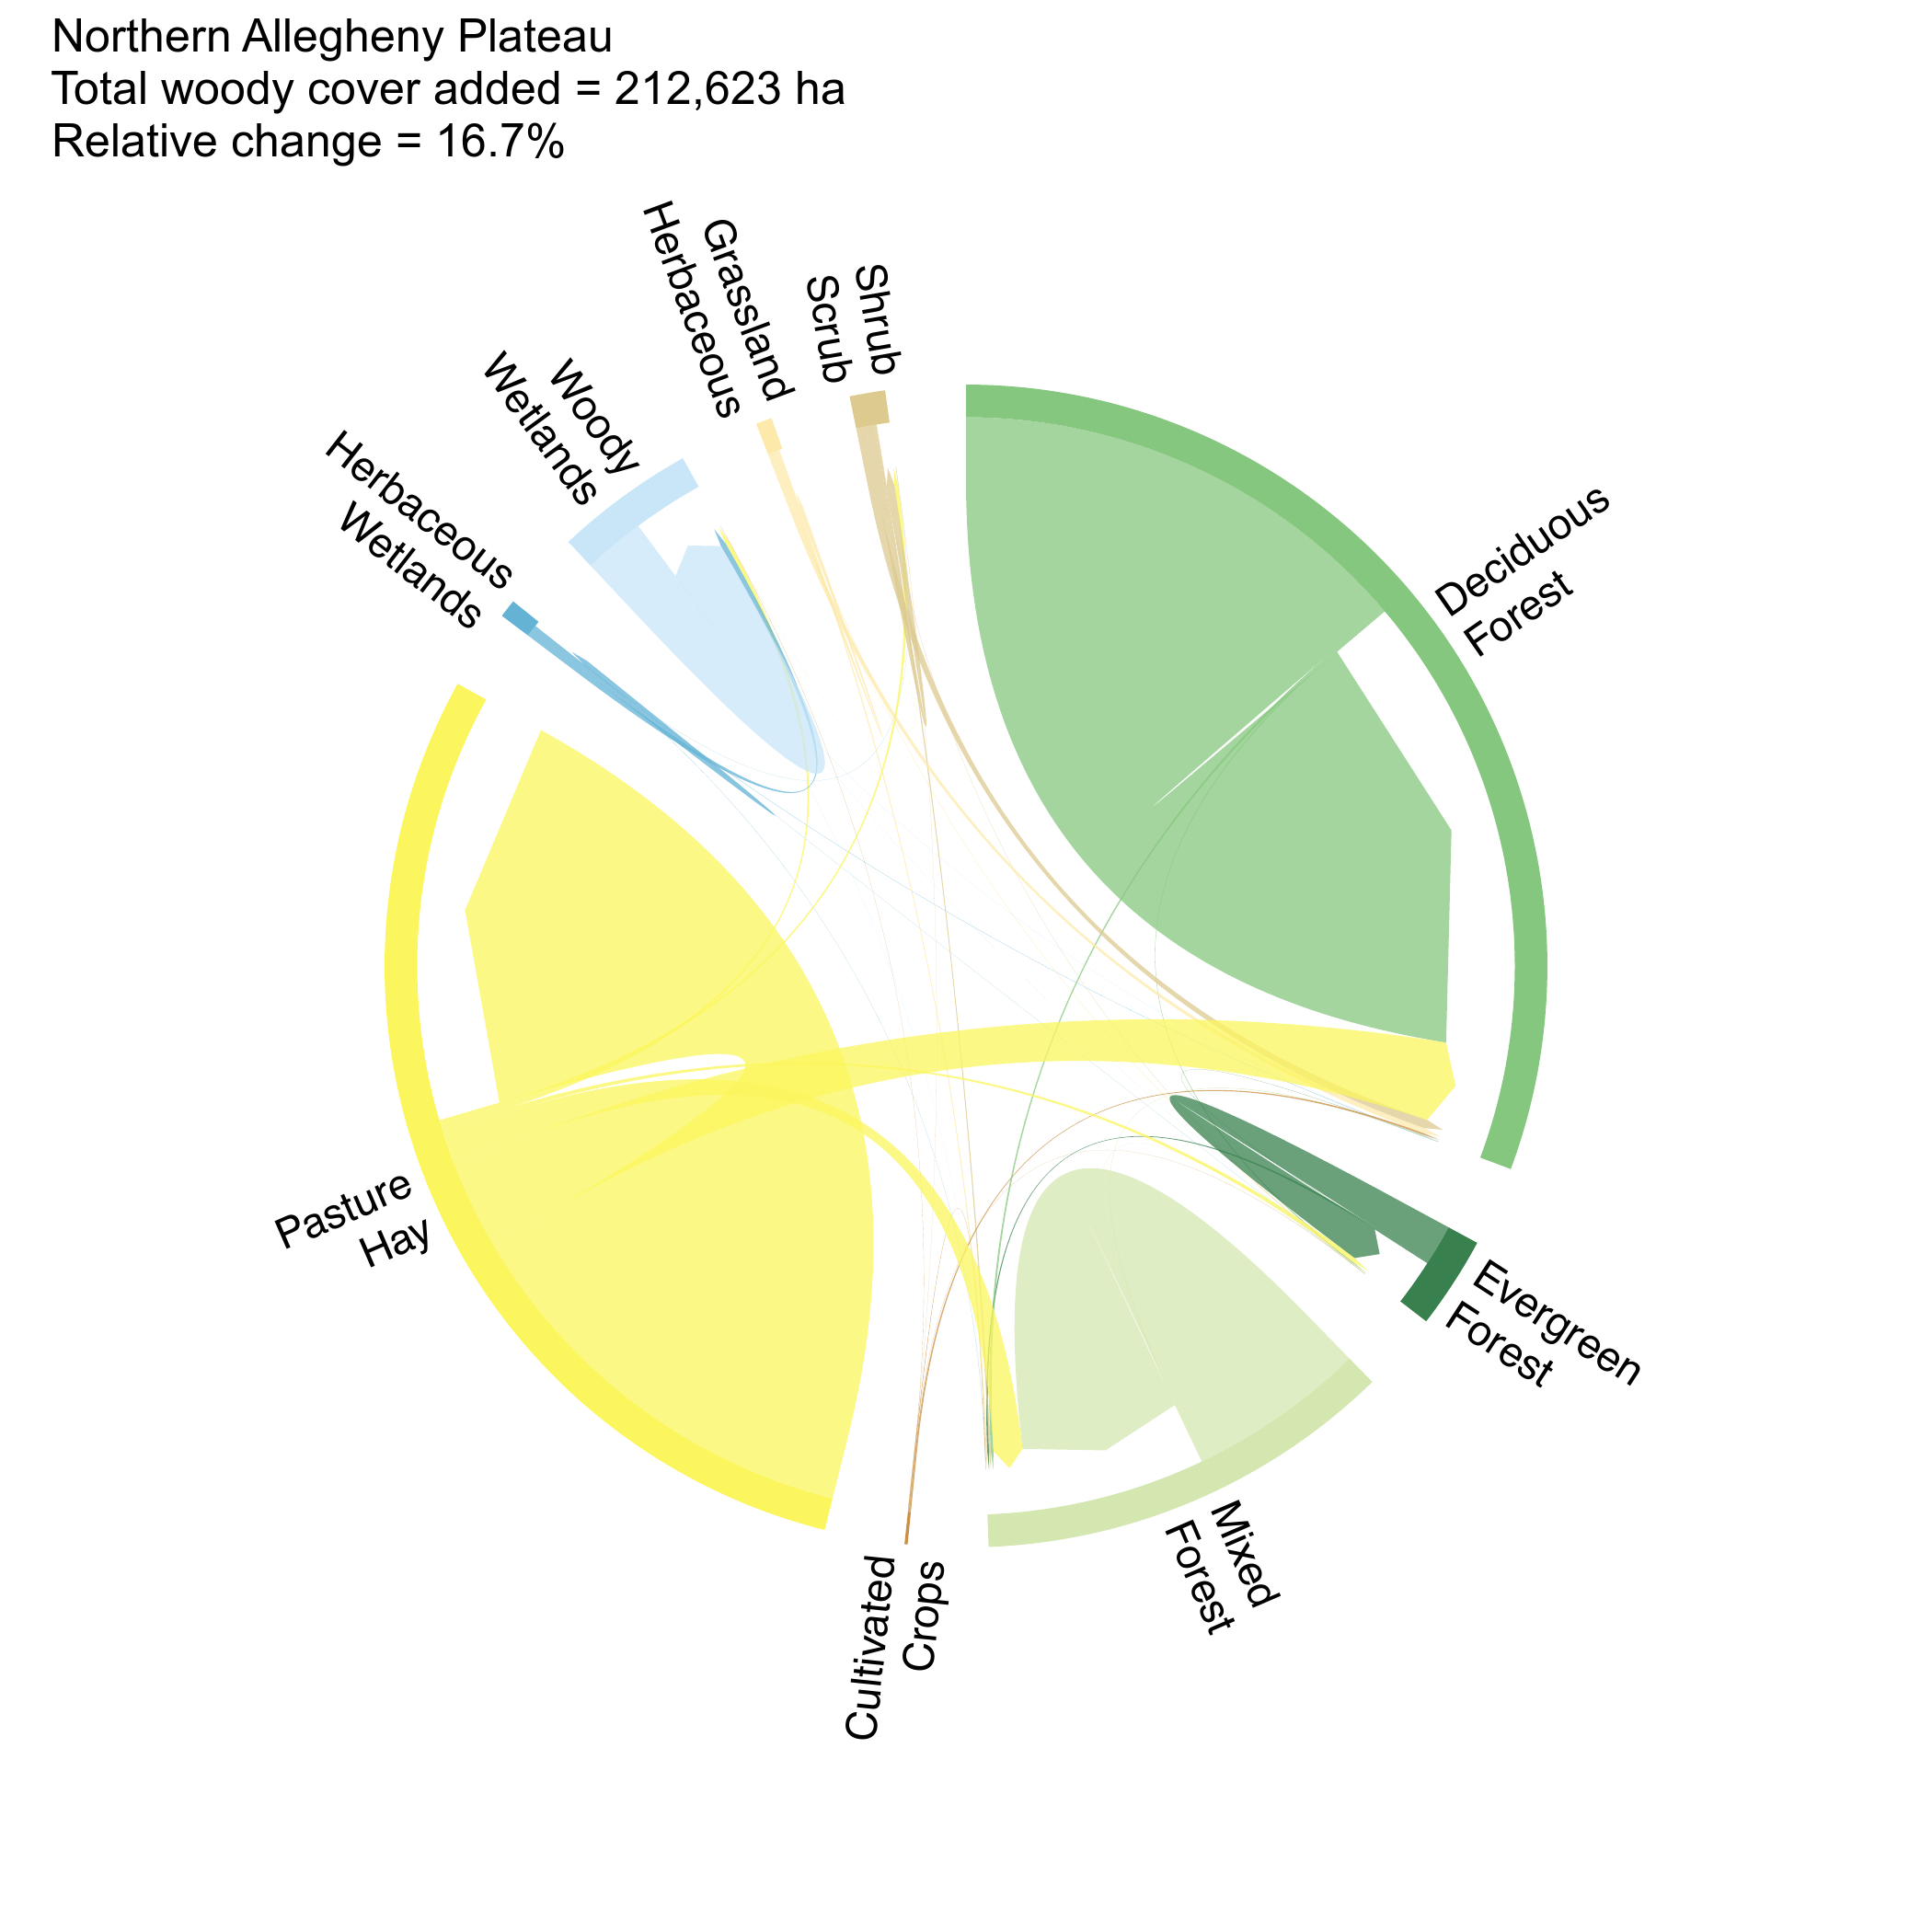 Northern Allegheny Plateau
Total woody cover added = 212,623 ha
Relative change = 16.7%
Shrub
Scrub
Grassland
Herbaceous
Woody
Wetlands
Herbaceous
Wetlands
Deciduous
Forest
Pasture
Hay
Evergreen
Forest
Mixed
Forest
Cultivated
Crops